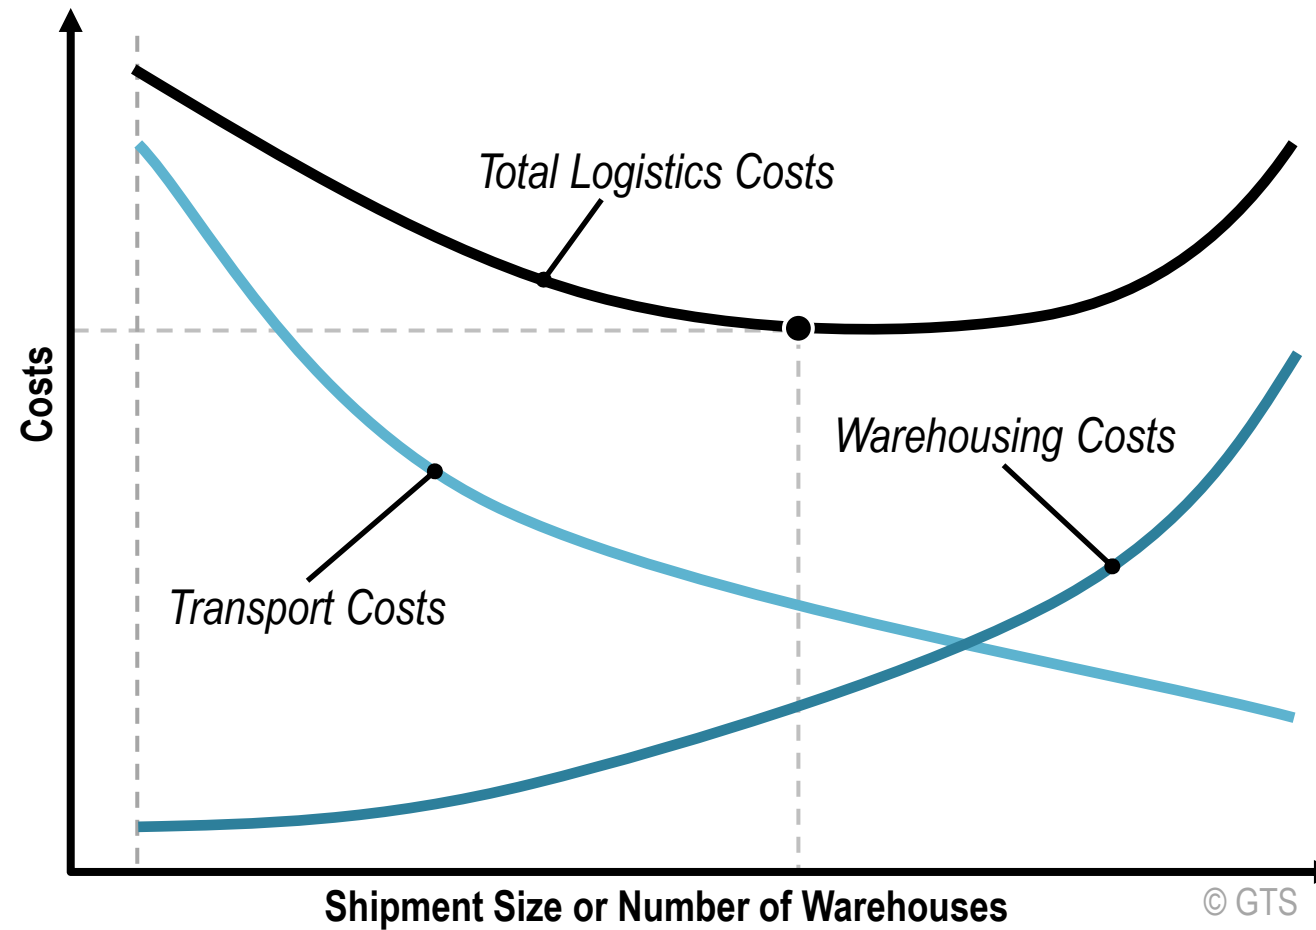 Total Logistics Costs
Costs
Warehousing Costs
Transport Costs
Shipment Size or Number of Warehouses
© GTS